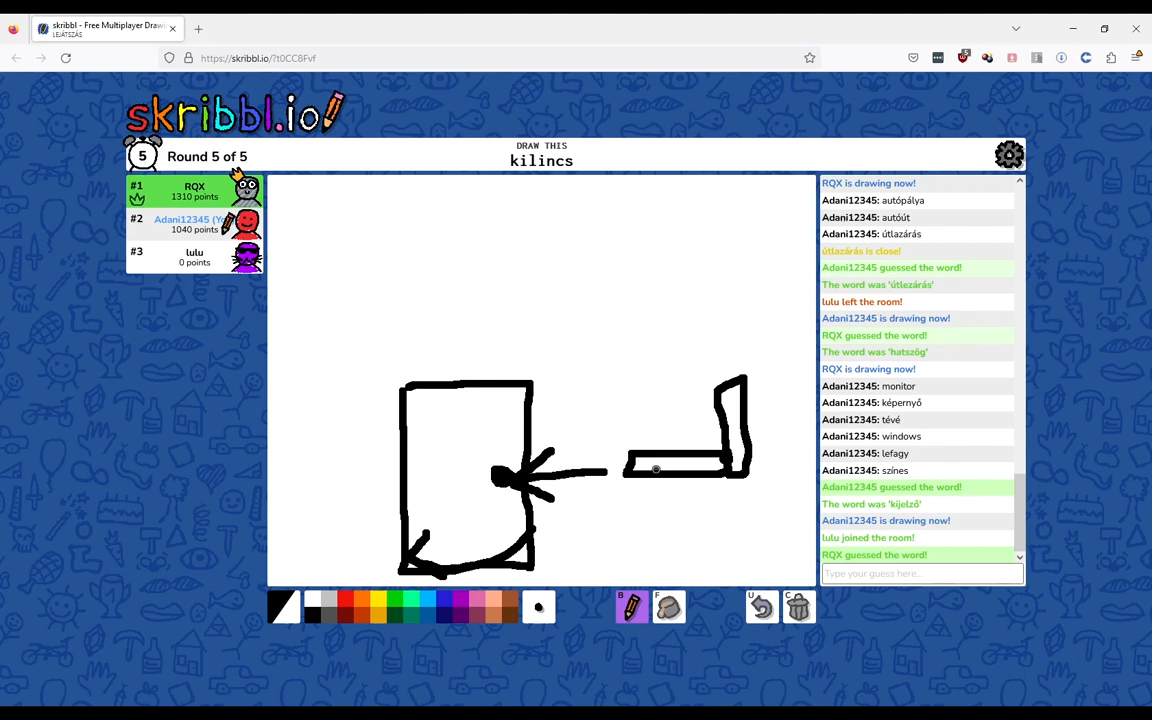 skribbl - Free Multiplayer Drawi
LEJÁTSZÁS
https://skribbl.io/?t0CC8Fvf
5
skribbl.io
5
Round 5 of 5
DRAW THIS
kilincs
#1
RQX
1310 points
#2
Adani12345 (Yo
1040 points
#3
lulu
0 points
RQX is drawing now!
Adani12345: autópálya
Adani12345: autóút
Adani12345: útlazárás
útlazárás is close!
Adani12345 guessed the word!
The word was 'útlezárás'
lulu left the room!
Adani12345 is drawing now!
RQX guessed the word!
The word was 'hatszög'
RQX is drawing now!
Adani12345: monitor
Adani12345: képernyő
Adani12345: tévé
Adani12345: windows
Adani12345: lefagy
Adani12345: színes
Adani12345 guessed the word!
The word was 'kijelző'
Adani12345 is drawing now!
lulu joined the room!
RQX guessed the word!
Type your guess here...
B
F
U
C